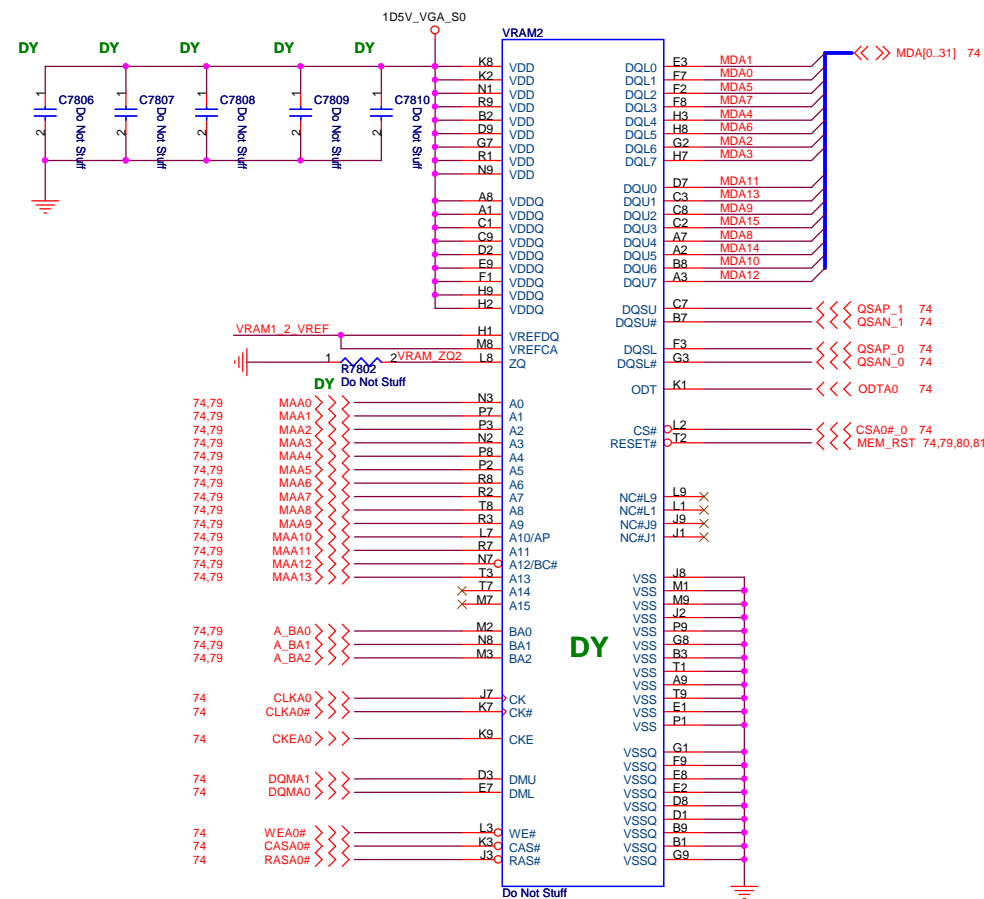 1D5V_VGA_S0
DY DY DY DY DY
VRAM2
1 C7806 Do Not Stuff 2
1 C7807 Do Not Stuff 2
1 C7808 Do Not Stuff 2
1 C7809 Do Not Stuff 2
1 C7810 Do Not Stuff 2
K8 VDD
K2 VDD
N1 VDD
R9 VDD
B2 VDD
D9 VDD
G7 VDD
R1 VDD
N9 VDD
A8 VDDQ
A1 VDDQ
C1 VDDQ
C9 VDDQ
D2 VDDQ
E9 VDDQ
F1 VDDQ
H9 VDDQ
H2 VDDQ
VRAM1_2_VREF H1 VREFDQ
M8 VREFCA
1 2 VRAM_ZQ2 L8 ZQ
R7802
DY Do Not Stuff
74,79 MAA0 N3 A0
74,79 MAA1 P7 A1
74,79 MAA2 P3 A2
74,79 MAA3 N2 A3
74,79 MAA4 P8 A4
74,79 MAA5 P2 A5
74,79 MAA6 R8 A6
74,79 MAA7 R2 A7
74,79 MAA8 T8 A8
74,79 MAA9 R3 A9
74,79 MAA10 L7 A10/AP
74,79 MAA11 R7 A11
74,79 MAA12 N7 A12/BC#
74,79 MAA13 T3 A13
T7 A14
M7 A15
74,79 A_BA0 M2 BA0
74,79 A_BA1 N8 BA1
74,79 A_BA2 M3 BA2
74 CLKA0 J7 CK
74 CLKA0# K7 CK#
74 CKEA0 K9 CKE
74 DQMA1 D3 DMU
74 DQMA0 E7 DML
74 WEA0# L3 WE#
74 CASA0# K3 CAS#
74 RASA0# J3 RAS#
DY
Do Not Stuff
DQL0 E3 MDA1
DQL1 F7 MDA0
DQL2 F2 MDA5
DQL3 F8 MDA7
DQL4 H3 MDA4
DQL5 H8 MDA6
DQL6 G2 MDA2
DQL7 H7 MDA3
MDA[0..31] 74
DQU0 D7 MDA11
DQU1 C3 MDA13
DQU2 C8 MDA9
DQU3 C2 MDA15
DQU4 A7 MDA8
DQU5 A2 MDA14
DQU6 B8 MDA10
DQU7 A3 MDA12
DQSU C7 QSAP_1 74
DQSU# B7 QSAN_1 74
DQSL F3 QSAP_0 74
DQSL# G3 QSAN_0 74
ODT K1 ODTA0 74
CS# L2 CSA0#_0 74
RESET# T2 MEM_RST 74,79,80,81
NC#L9 L9
NC#L1 L1
NC#J9 J9
NC#J1 J1
VSS J8
VSS M1
VSS M9
VSS J2
VSS P9
VSS G8
VSS B3
VSS T1
VSS A9
VSS T9
VSS E1
VSS P1
VSSQ G1
VSSQ F9
VSSQ E8
VSSQ E2
VSSQ D8
VSSQ D1
VSSQ B9
VSSQ B1
VSSQ G9